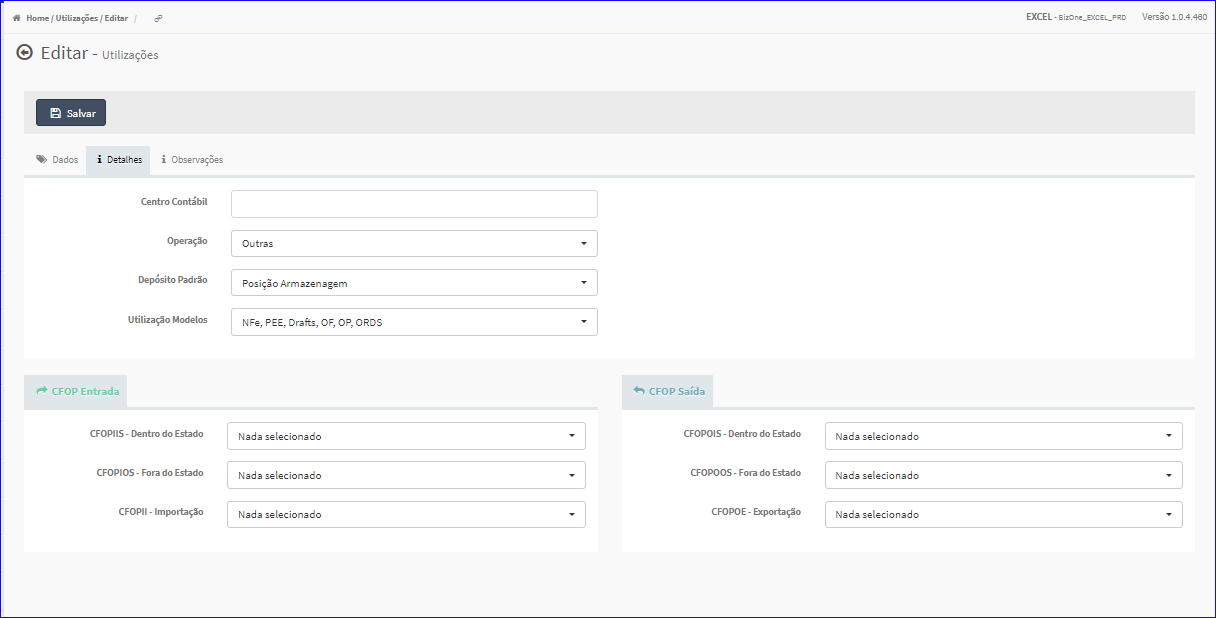 Home / Utilizações / Editar /
EXCEL - BizOne_EXCEL_PRD Versão 1.0.4.460
Editar - Utilizações
Salvar
Dados Detalhes Observações
Centro Contábil
Operação Outras
Depósito Padrão Posição Armazenagem
Utilização Modelos NFe, PEE, Drafts, OF, OP, ORDS
CFOP Entrada
CFOPIIS - Dentro do Estado Nada selecionado
CFOPIOS - Fora do Estado Nada selecionado
CFOPII - Importação Nada selecionado
CFOP Saída
CFOPOIS - Dentro do Estado Nada selecionado
CFOPOOS - Fora do Estado Nada selecionado
CFOPOE - Exportação Nada selecionado